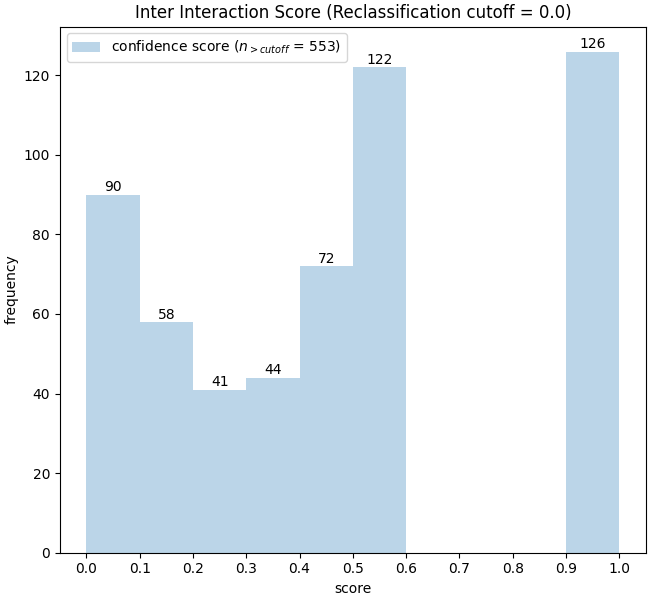 Inter Interaction Score (Reclassification cutoff = 0.0)
confidence score (n>cutoff = 553)
126
122
120
100
90
80
72
60
58
44
41
40
20
0
frequency
0.0 0.1 0.2 0.3 0.4 0.5 0.6 0.7 0.8 0.9 1.0
score